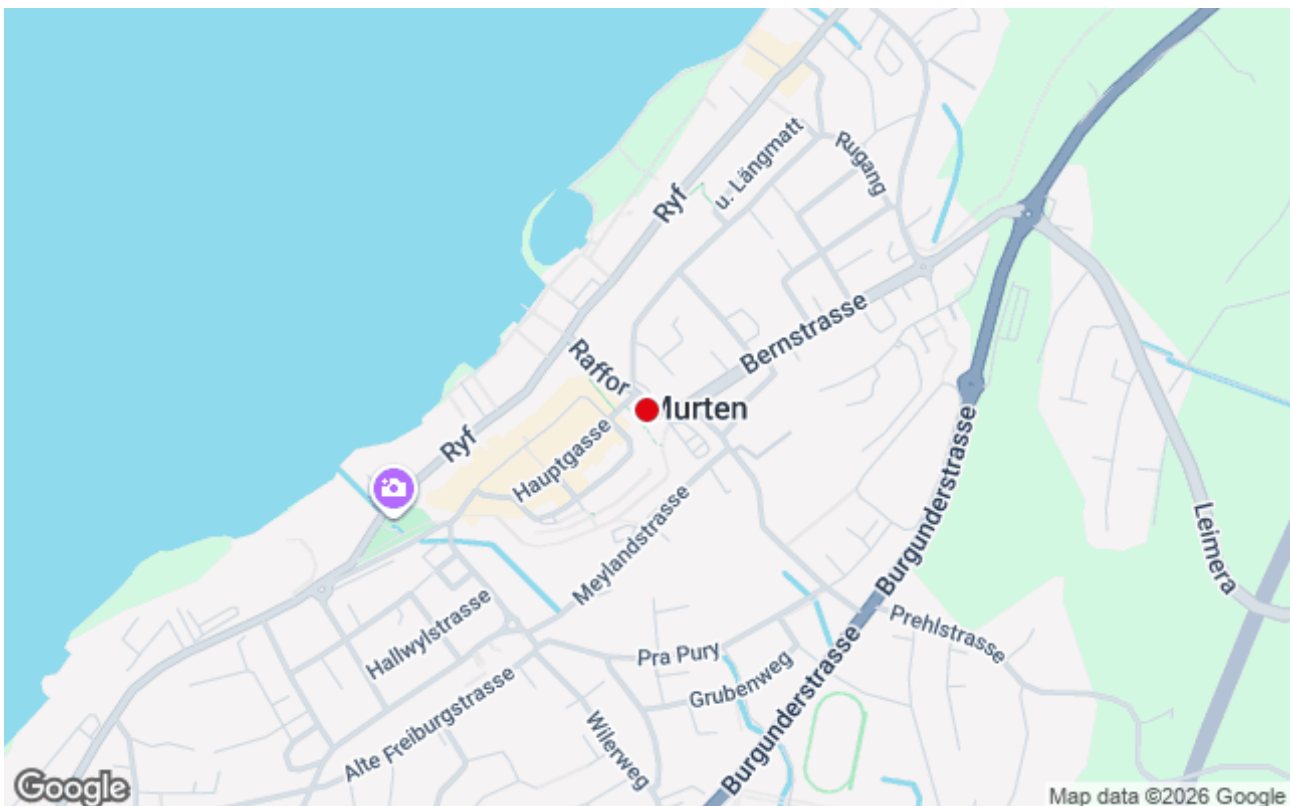 u. Längmatt
Rugang
Ryf
Raffor
Bernstrasse
Murten
Hauptgasse
Ryf
Burgunderstrasse
Leimera
Meylandstrasse
Hallwylstrasse
Prehlstrasse
Pra Pury
Grubenweg
Alte Freiburgstrasse
Wilerweg
Burgunderstrasse
Google
Map data ©2026 Google